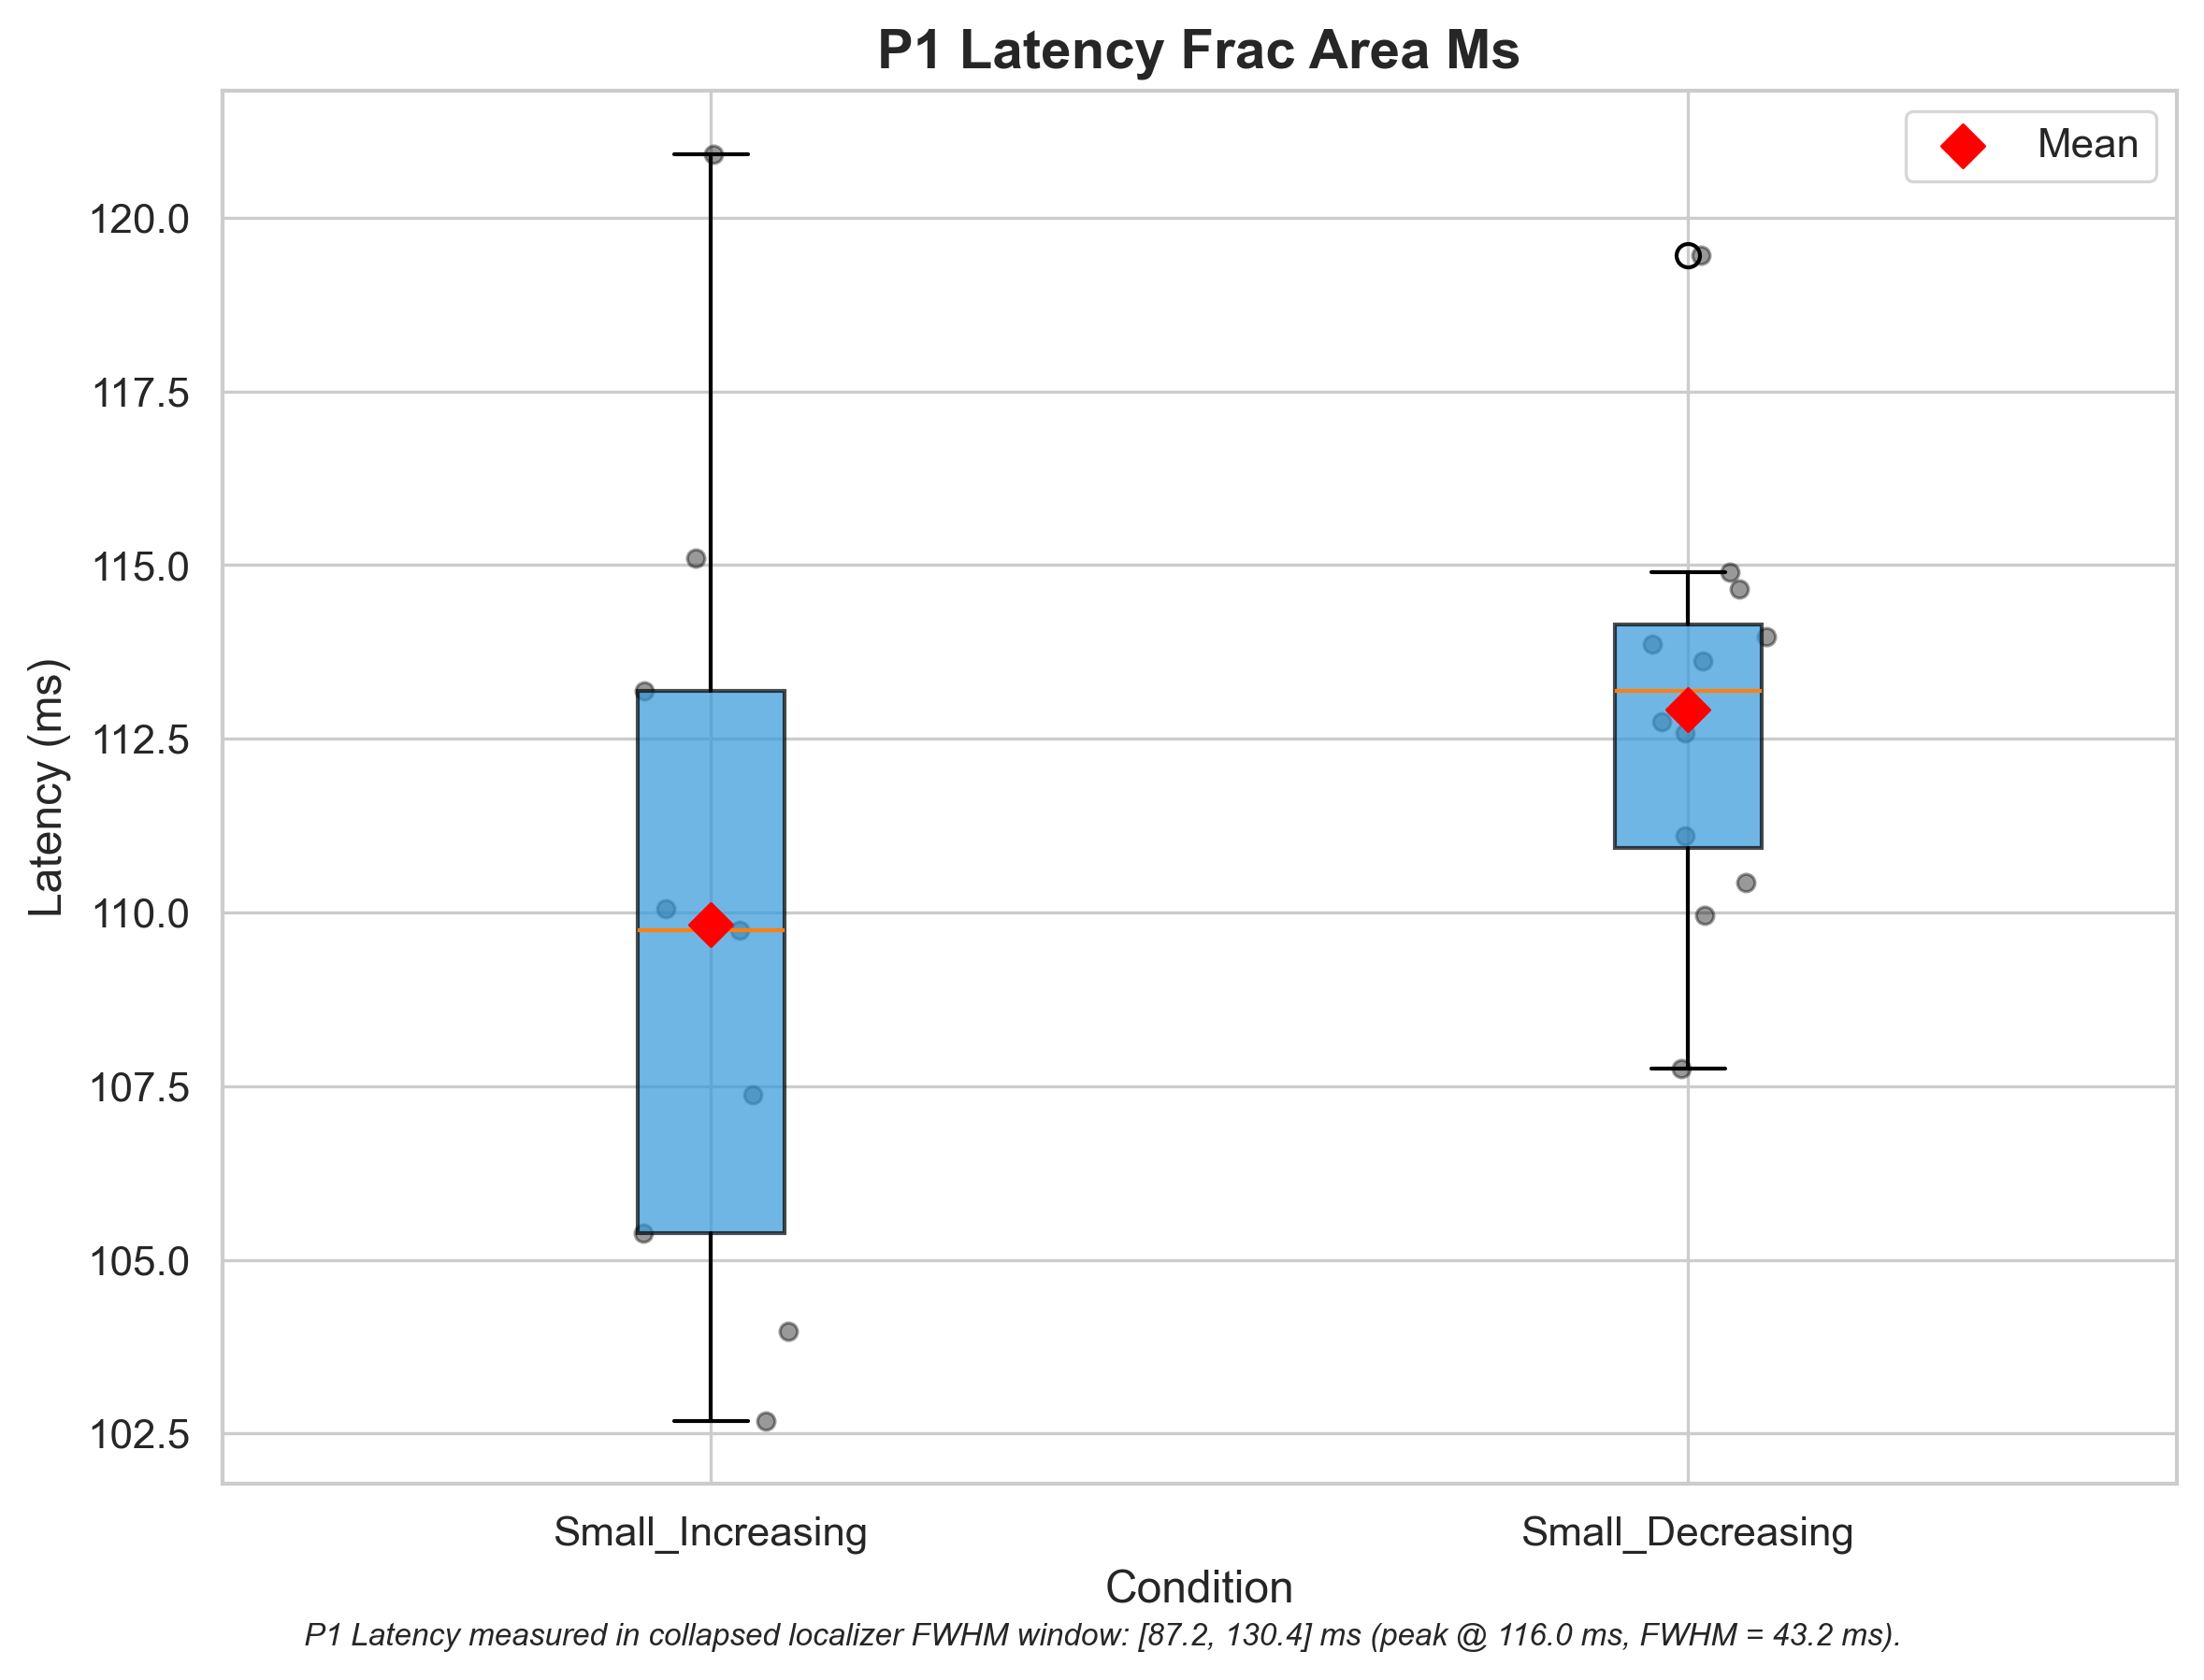 P1 Latency Frac Area Ms
Mean
120.0
117.5
115.0
112.5
110.0
107.5
105.0
102.5
Latency (ms)
Small_Increasing
Small_Decreasing
Condition
P1 Latency measured in collapsed localizer FWHM window: [87.2, 130.4] ms (peak @ 116.0 ms, FWHM = 43.2 ms).